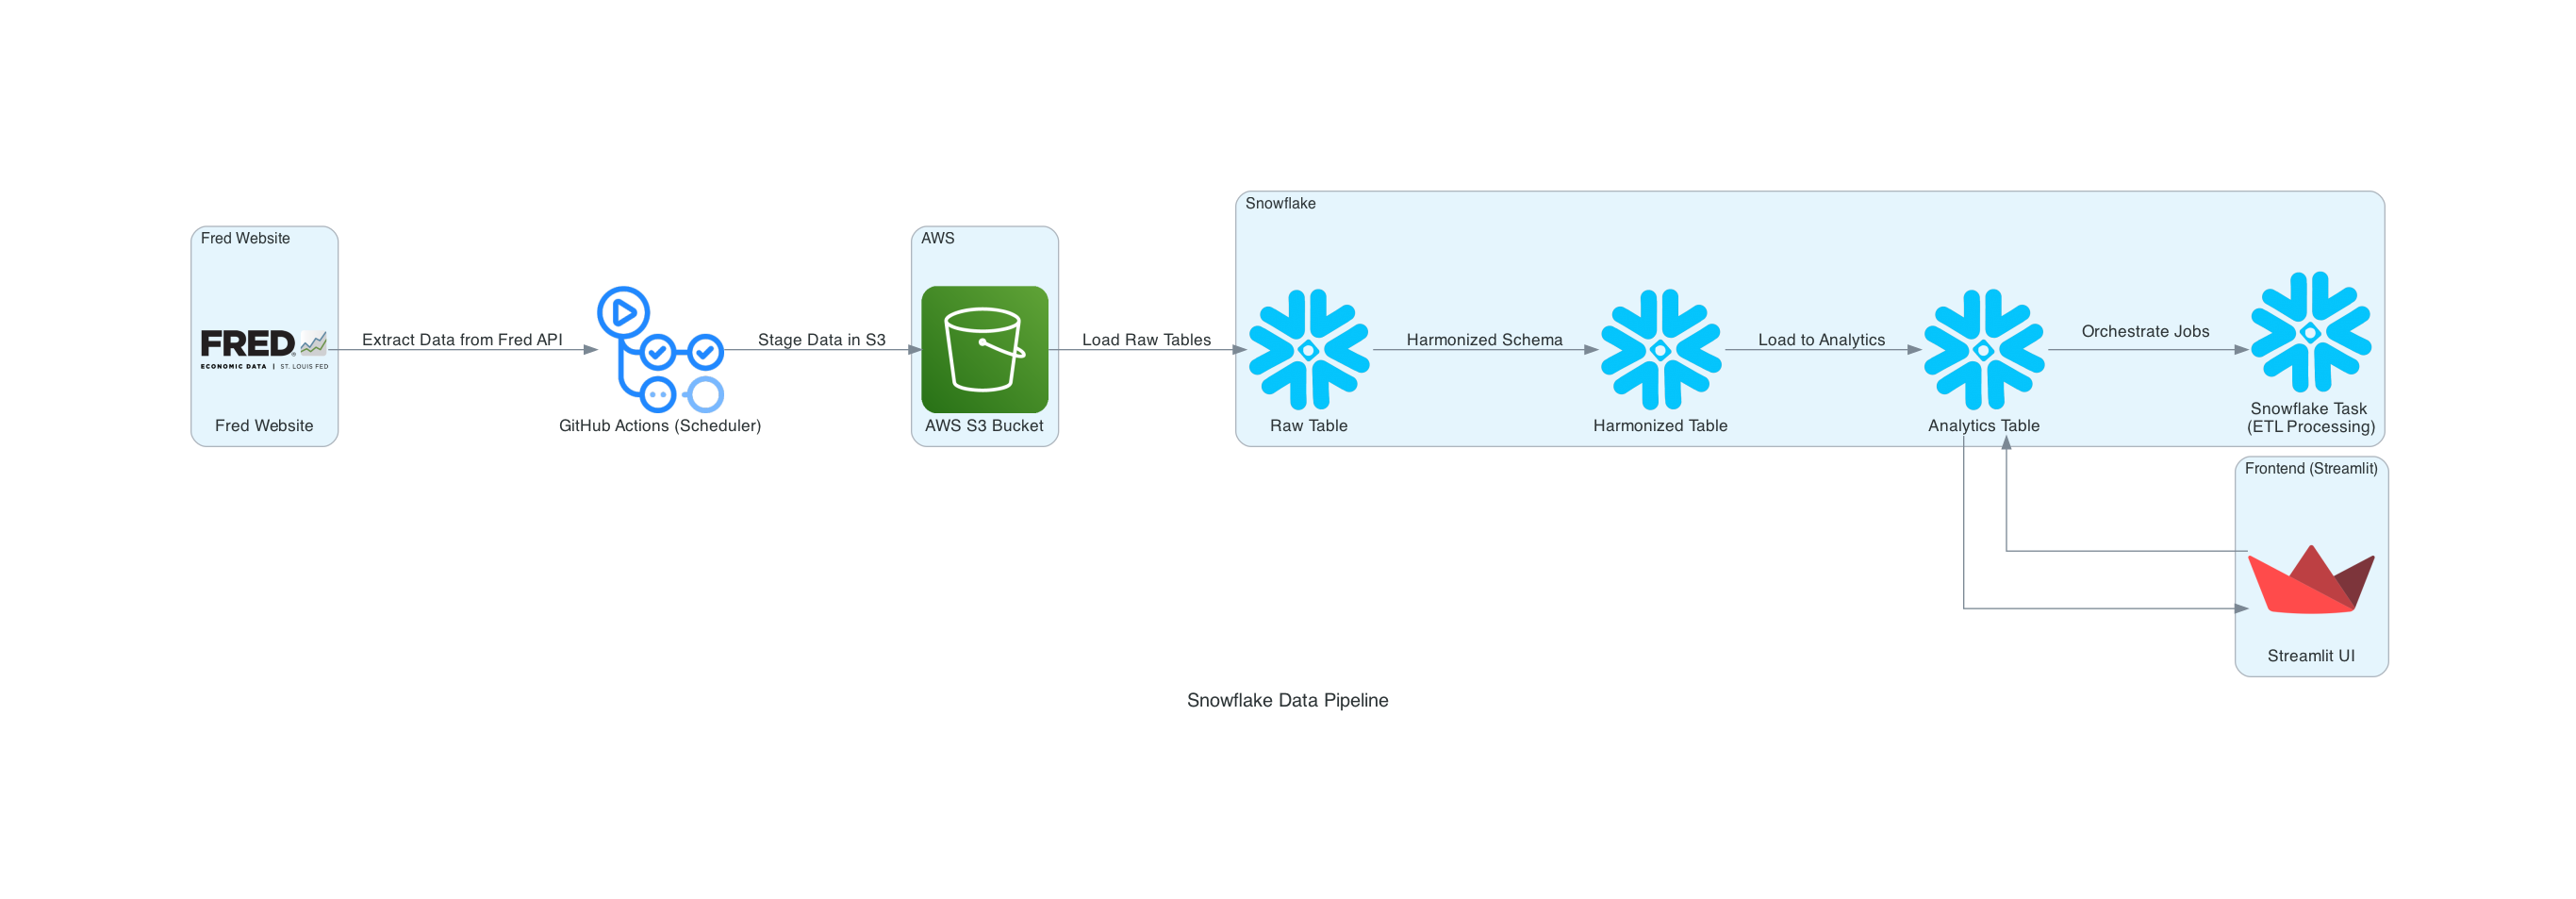 Fred Website
FRED
ECONOMIC DATA | ST. LOUIS FED
Fred Website
Extract Data from Fred API
GitHub Actions (Scheduler)
Stage Data in S3
AWS
AWS S3 Bucket
Load Raw Tables
Snowflake
Raw Table
Harmonized Schema
Harmonized Table
Load to Analytics
Analytics Table
Orchestrate Jobs
Snowflake Task
(ETL Processing)
Frontend (Streamlit)
Streamlit UI
Snowflake Data Pipeline